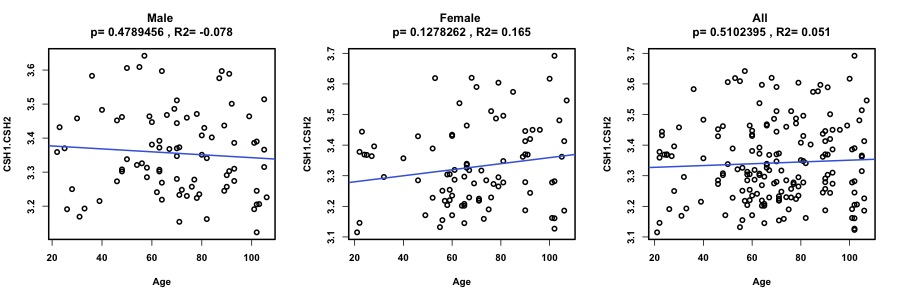 Male
p= 0.4789456 , R2= -0.078
CSH1.CSH2
3.6
3.5
3.4
3.3
3.2
20 40 60 80 100
Age
Female
p= 0.1278262 , R2= 0.165
CSH1.CSH2
3.7
3.6
3.5
3.4
3.3
3.2
3.1
20 40 60 80 100
Age
All
p= 0.5102395 , R2= 0.051
CSH1.CSH2
3.7
3.6
3.5
3.4
3.3
3.2
3.1
20 40 60 80 100
Age